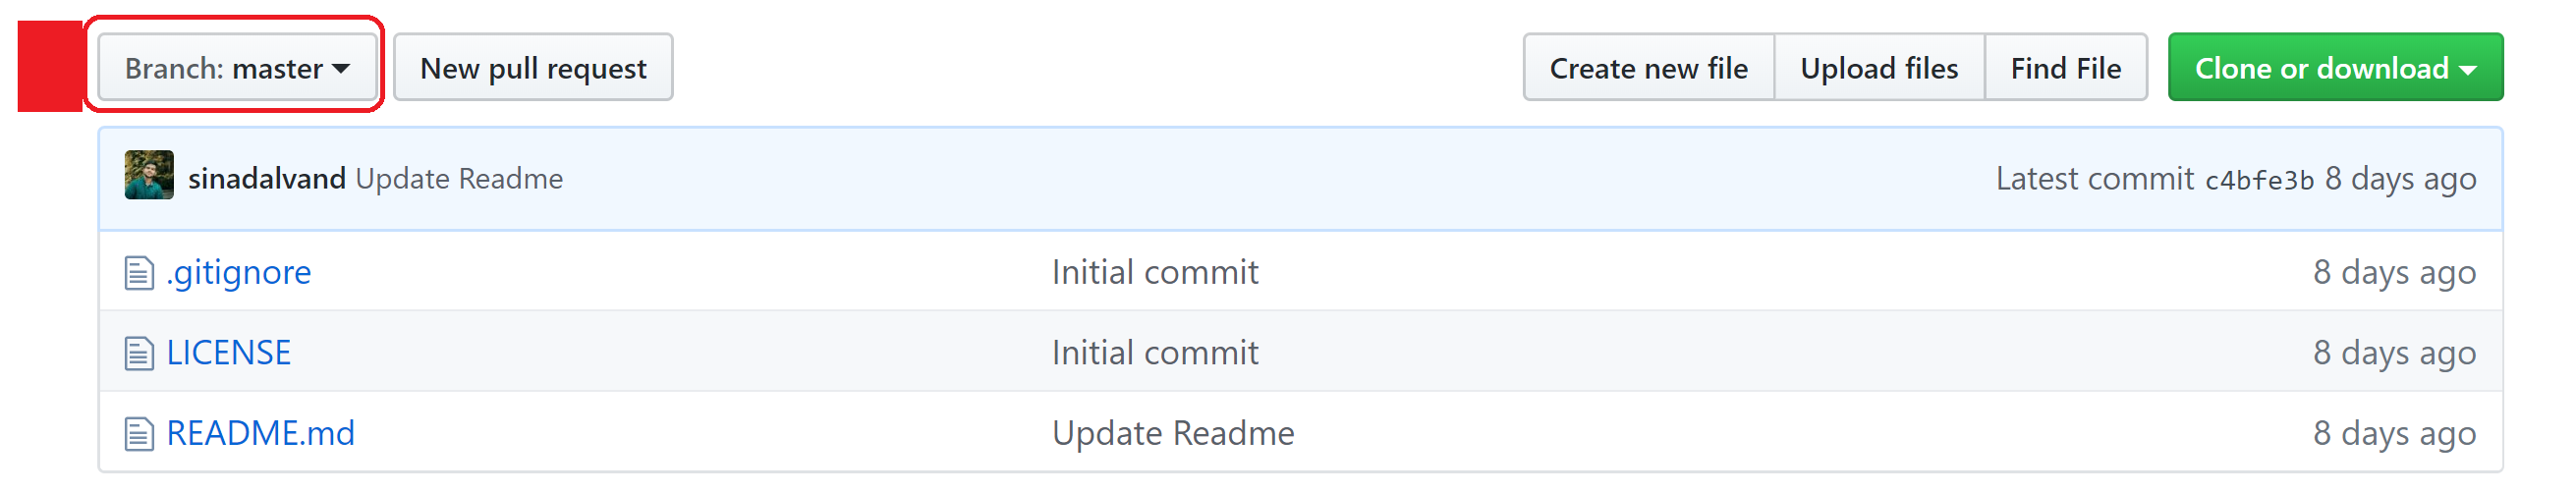 Branch: master New pull request Create new file Upload files Find File Clone or download
sinadalvand Update Readme Latest commit c4bfe3b 8 days ago
.gitignore Initial commit 8 days ago
LICENSE Initial commit 8 days ago
README.md Update Readme 8 days ago